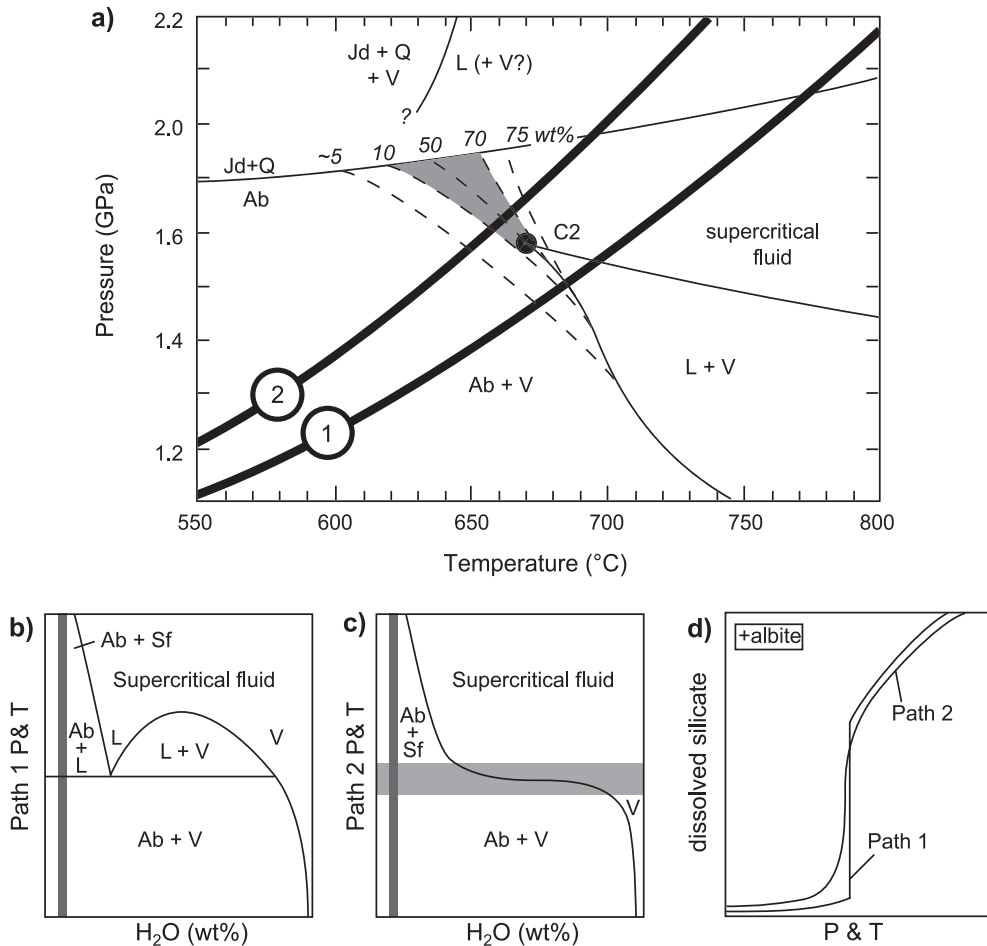 a)
2.2
2.0
1.8
1.6
1.4
1.2
Pressure (GPa)
550
600
650
700
750
800
Temperature (°C)
Jd + Q
+ V
L (+ V?)
?
~5
10
50
70
75 wt%
Jd+Q
Ab
C2
supercritical
fluid
Ab + V
L + V
2
1
b)
Path 1 P& T
Ab + Sf
Supercritical fluid
Ab
+
L
L
L + V
V
Ab + V
H₂O (wt%)
c)
Path 2 P& T
Supercritical fluid
Ab
+
Sf
V
Ab + V
H₂O (wt%)
d)
dissolved silicate
+albite
Path 2
Path 1
P & T